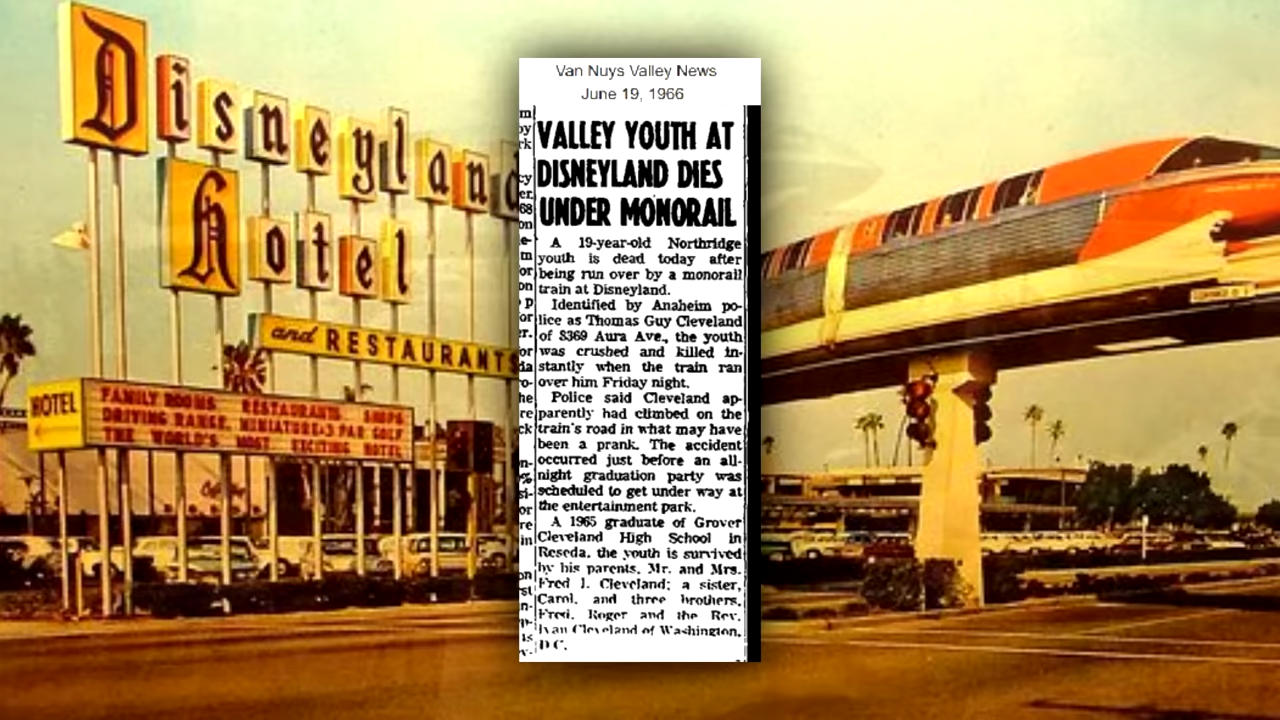 Disneyland
Hotel
and RESTAURANTS
HOTEL
FAMILY ROOMS RESTAURANTS SHOPS
DRIVING RANGE, MINIATURE & PAR GOLF
THE WORLD'S MOST EXCITING HOTEL
Van Nuys Valley News
June 19, 1966
VALLEY YOUTH AT
DISNEYLAND DIES
UNDER MONORAIL
A 19-year-old Northridge
youth is dead today after
being run over by a monorail
train at Disneyland.
Identified by Anaheim po-
lice as Thomas Guy Cleveland
of 8369 Aura Ave., the youth
was crushed and killed in-
stantly when the train ran
over him Friday night.
Police said Cleveland ap-
parently had climbed on the
train's road in what may have
been a prank. The accident
occurred just before an all-
night graduation party was
scheduled to get under way at
the entertainment park.
A 1965 graduate of Grover
Cleveland High School in
Reseda, the youth is survived
by his parents, Mr. and Mrs.
Fred J. Cleveland; a sister,
Carol, and three brothers,
Fred, Roger and the Rev.
Ivan Cleveland of Washington,
D.C.